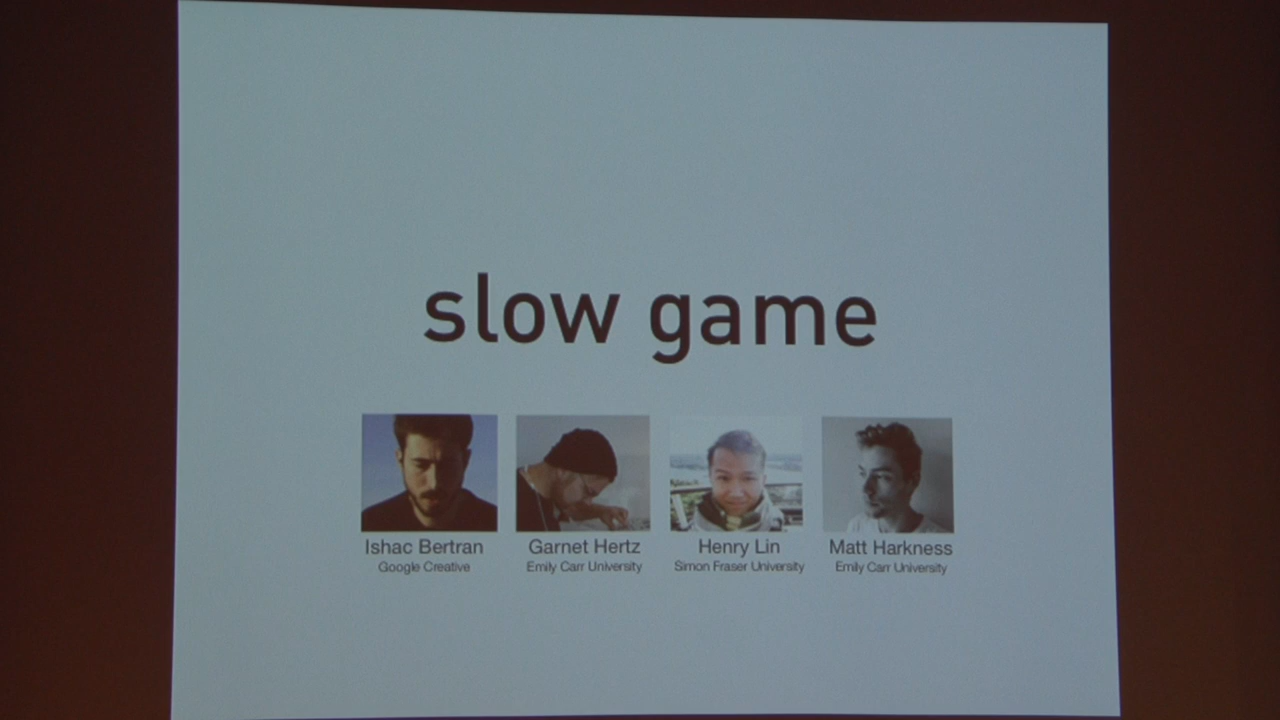 slow game
Ishac Bertran Garnet Hertz Henry Lin Matt Harkness
Google Creative Emily Carr University Simon Fraser University Emily Carr University